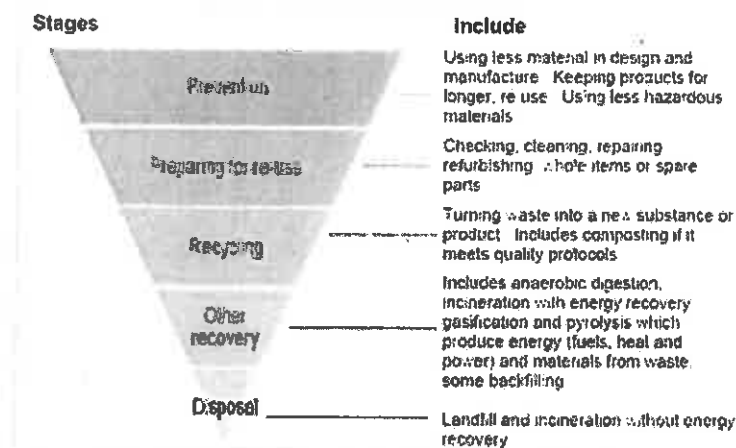 Stages
Include
Prevention
Using less material in design and
manufacture Keeping products for
longer, re use Using less hazardous
materials
Preparing for re-use
Checking, cleaning, repairing
refurbishing whole items or spare
parts
Recycling
Turning waste into a new substance or
product Includes composting if it
meets quality protocols
Other
recovery
Includes anaerobic digestion,
incineration with energy recovery
gasification and pyrolysis which
produce energy (fuels, heat and
power) and materials from waste
some backfilling
Disposal
Landfill and incineration without energy
recovery